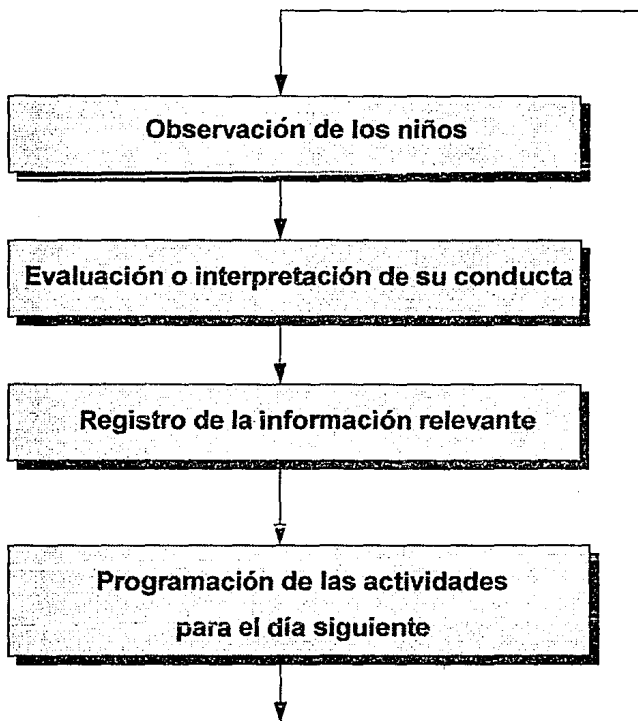 Observación de los niños
Evaluación o interpretación de su conducta
Registro de la información relevante
Programación de las actividades
para el día siguiente